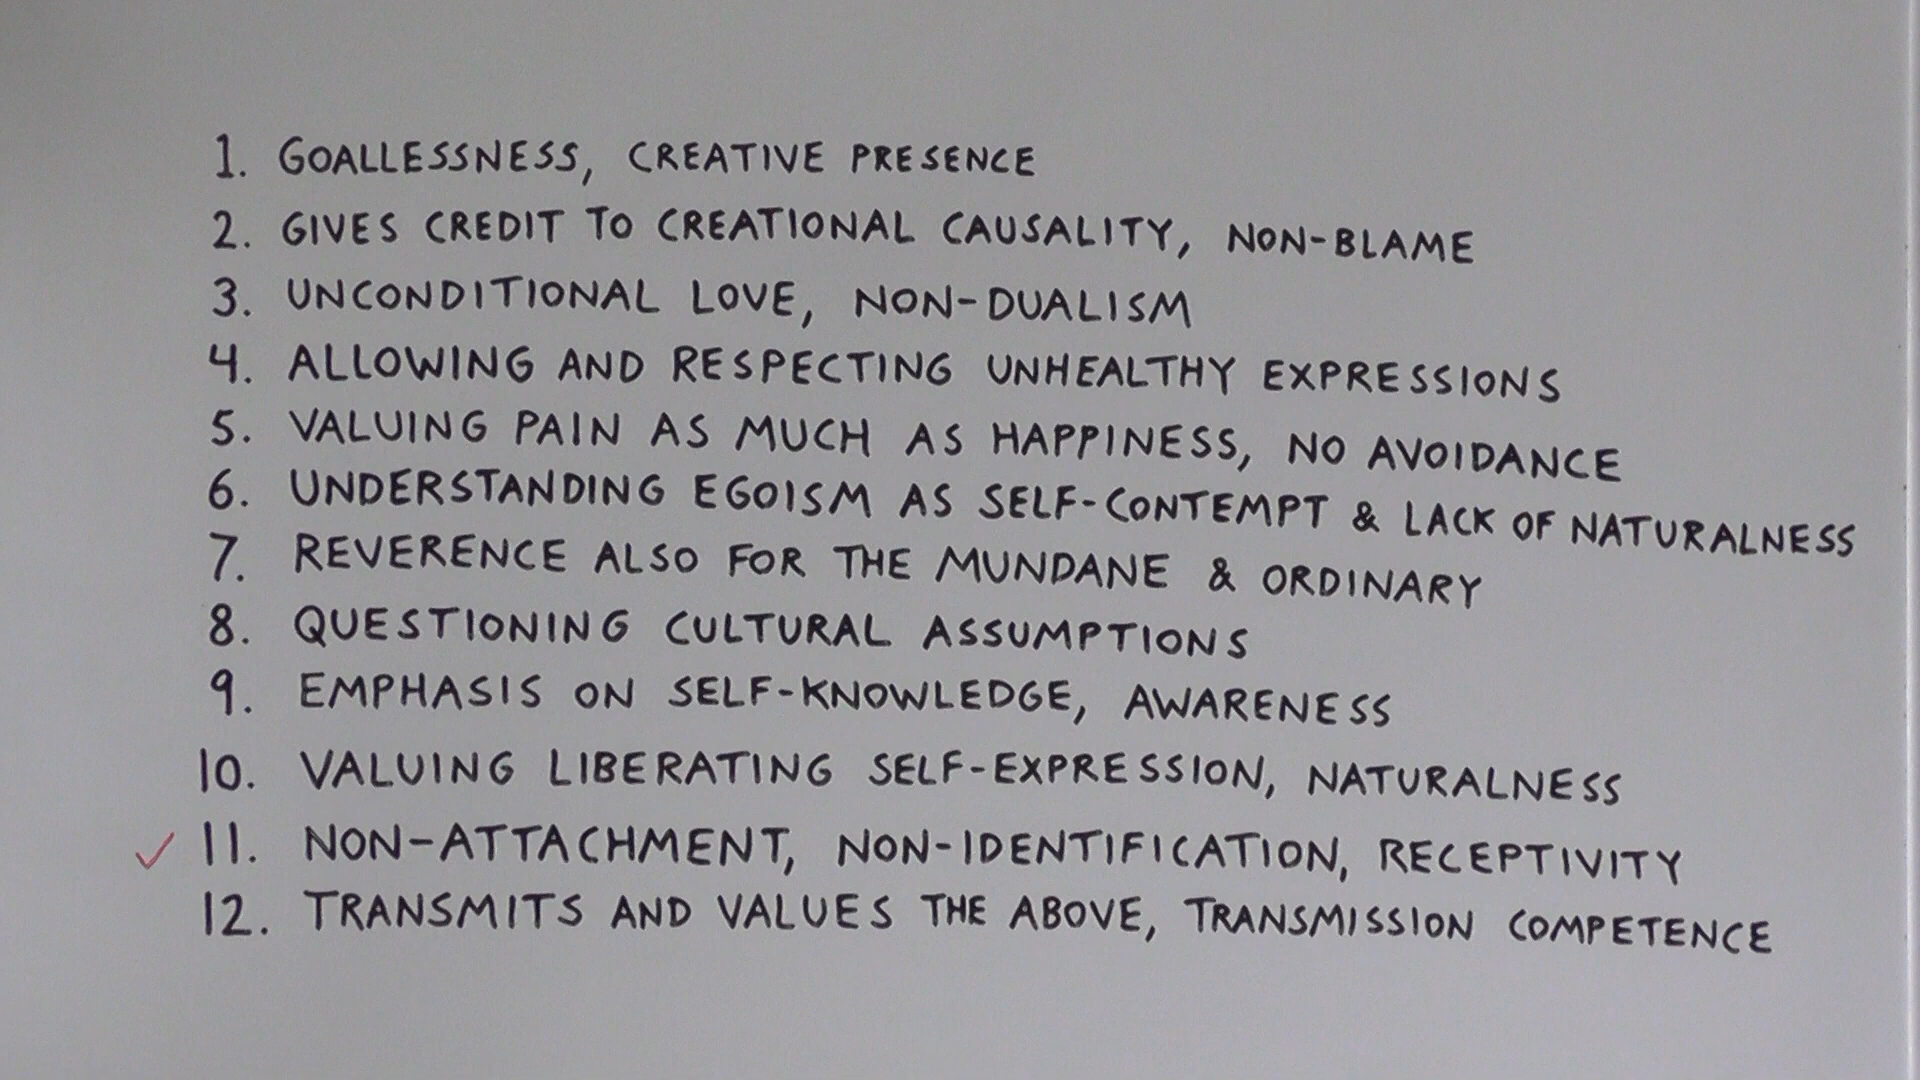 1. GOALLESSNESS, CREATIVE PRESENCE
2. GIVES CREDIT TO CREATIONAL CAUSALITY, NON-BLAME
3. UNCONDITIONAL LOVE, NON-DUALISM
4. ALLOWING AND RESPECTING UNHEALTHY EXPRESSIONS
5. VALUING PAIN AS MUCH AS HAPPINESS, NO AVOIDANCE
6. UNDERSTANDING EGOISM AS SELF-CONTEMPT & LACK OF NATURALNESS
7. REVERENCE ALSO FOR THE MUNDANE & ORDINARY
8. QUESTIONING CULTURAL ASSUMPTIONS
9. EMPHASIS ON SELF-KNOWLEDGE, AWARENESS
10. VALUING LIBERATING SELF-EXPRESSION, NATURALNESS
✓ 11. NON-ATTACHMENT, NON-IDENTIFICATION, RECEPTIVITY
12. TRANSMITS AND VALUES THE ABOVE, TRANSMISSION COMPETENCE